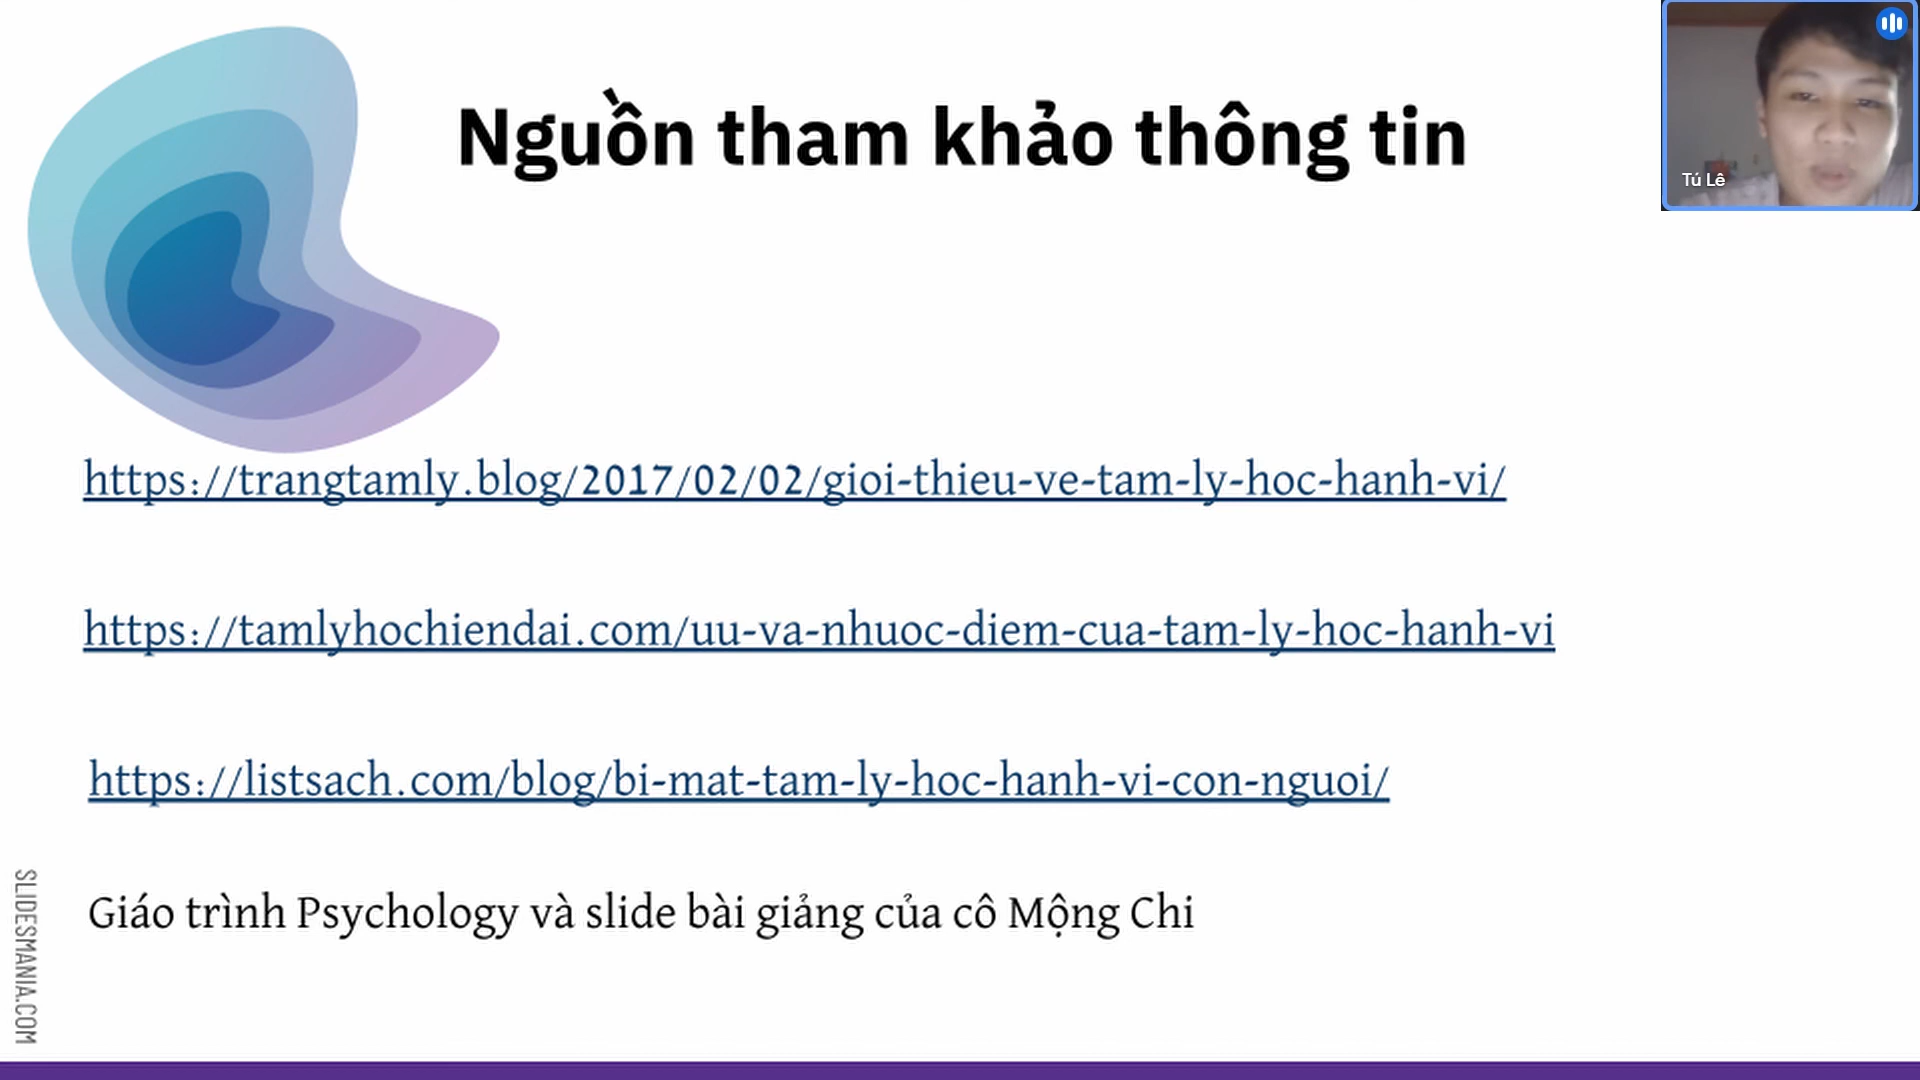 Nguồn tham khảo thông tin
Tú Lê
https://trangtamly.blog/2017/02/02/gioi-thieu-ve-tam-ly-hoc-hanh-vi/
https://tamlyhochiendai.com/uu-va-nhuoc-diem-cua-tam-ly-hoc-hanh-vi
https://listsach.com/blog/bi-mat-tam-ly-hoc-hanh-vi-con-nguoi/
Giáo trình Psychology và slide bài giảng của cô Mộng Chi
SLIDESMANIA.COM